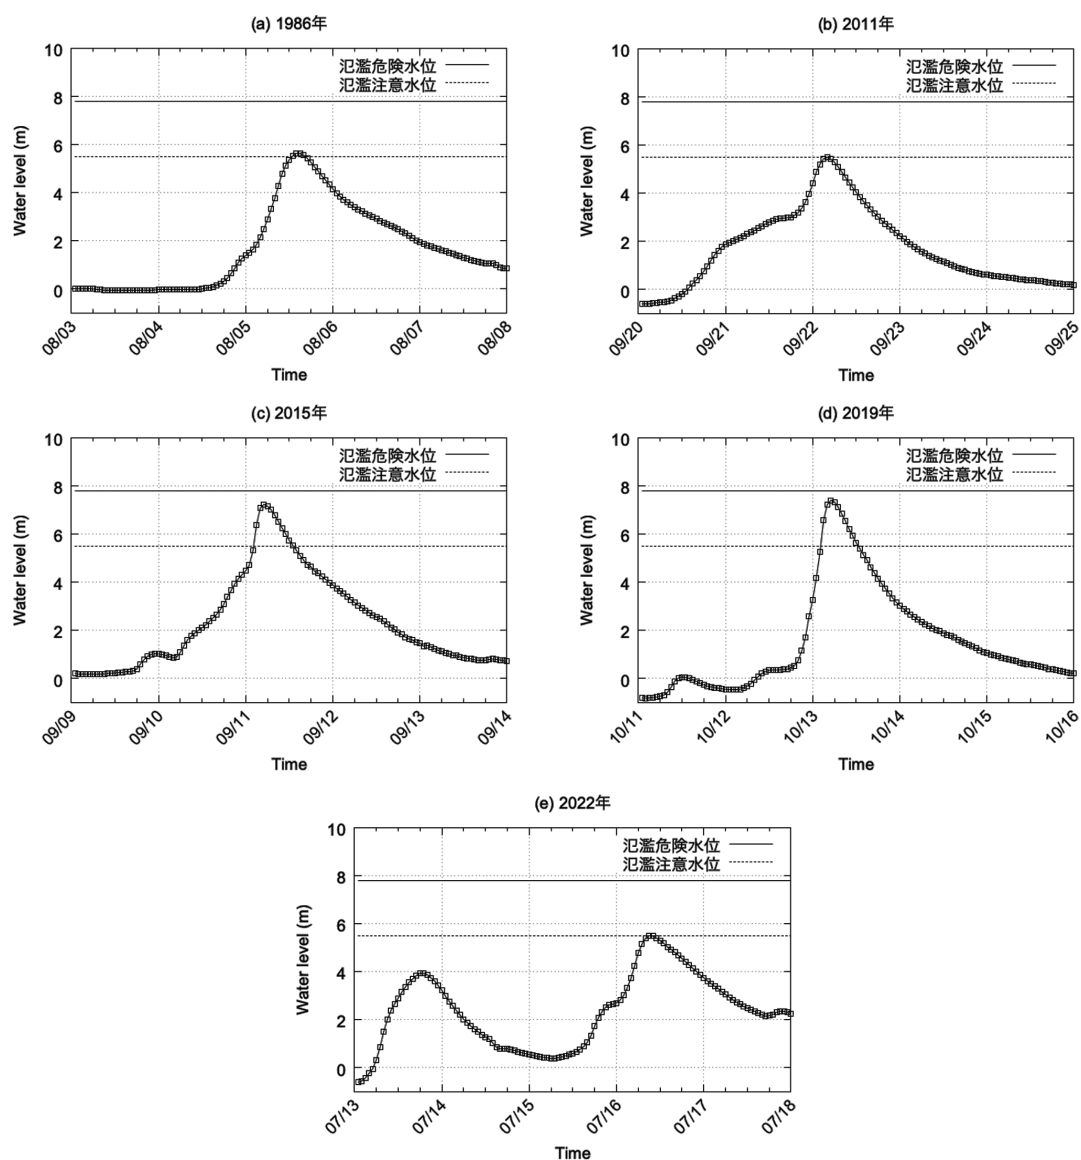 (a) 1986年
氾濫危険水位
氾濫注意水位
10
8
6
4
2
0
Water level (m)
08/03
08/04
08/05
08/06
08/07
08/08
Time
(b) 2011年
氾濫危険水位
氾濫注意水位
10
8
6
4
2
0
Water level (m)
09/20
09/21
09/22
09/23
09/24
09/25
Time
(c) 2015年
氾濫危険水位
氾濫注意水位
10
8
6
4
2
0
Water level (m)
09/09
09/10
09/11
09/12
09/13
09/14
Time
(d) 2019年
氾濫危険水位
氾濫注意水位
10
8
6
4
2
0
Water level (m)
10/11
10/12
10/13
10/14
10/15
10/16
Time
(e) 2022年
氾濫危険水位
氾濫注意水位
10
8
6
4
2
0
Water level (m)
07/13
07/14
07/15
07/16
07/17
07/18
Time